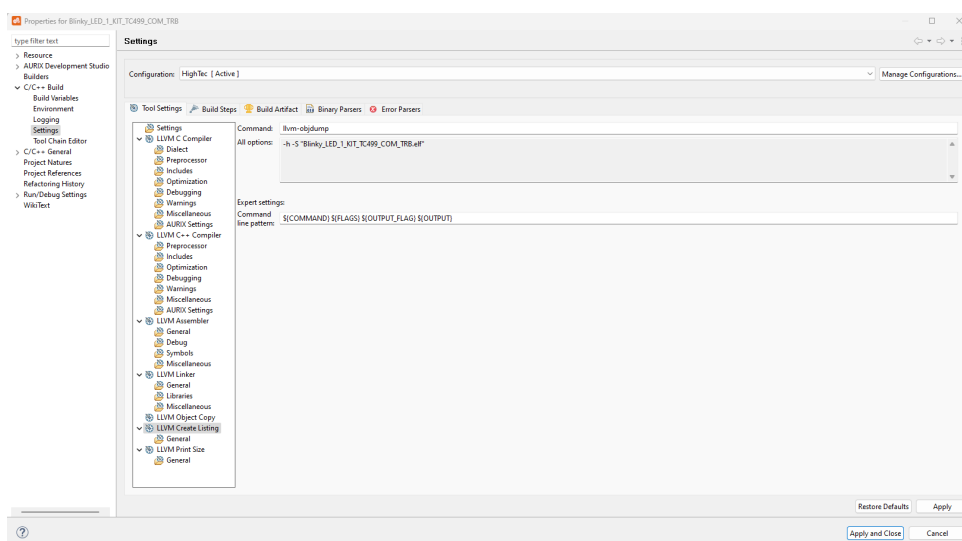 Properties for Blinky_LED_1_KIT_TC499_COM_TRB
type filter text
Resource
AURIX Development Studio
Builders
C/C++ Build
Build Variables
Environment
Logging
Settings
Tool Chain Editor
C/C++ General
Project Natures
Project References
Refactoring History
Run/Debug Settings
WikiText
Settings
Configuration: HighTec [ Active ]
Manage Configurations...
Tool Settings Build Steps Build Artifact Binary Parsers Error Parsers
Settings
LLVM C Compiler
Dialect
Preprocessor
Includes
Optimization
Debugging
Warnings
Miscellaneous
AURIX Settings
LLVM C++ Compiler
Preprocessor
Includes
Optimization
Debugging
Warnings
Miscellaneous
AURIX Settings
LLVM Assembler
General
Debug
Symbols
Miscellaneous
LLVM Linker
General
Libraries
Miscellaneous
LLVM Object Copy
LLVM Create Listing
General
LLVM Print Size
General
Command: llvm-objdump
All options: -h -S "Blinky_LED_1_KIT_TC499_COM_TRB.elf"
Expert settings:
Command
line pattern: ${COMMAND} ${FLAGS} ${OUTPUT_FLAG} ${OUTPUT}
Restore Defaults Apply
Apply and Close Cancel